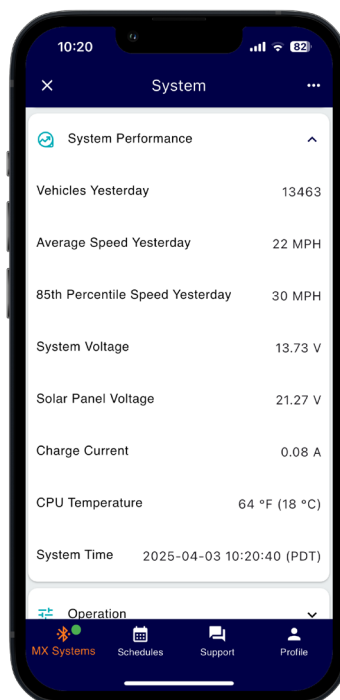 10:20 82
System
System Performance
Vehicles Yesterday 13463
Average Speed Yesterday 22 MPH
85th Percentile Speed Yesterday 30 MPH
System Voltage 13.73 V
Solar Panel Voltage 21.27 V
Charge Current 0.08 A
CPU Temperature 64 °F (18 °C)
System Time 2025-04-03 10:20:40 (PDT)
Operation
MX Systems Schedules Support Profile